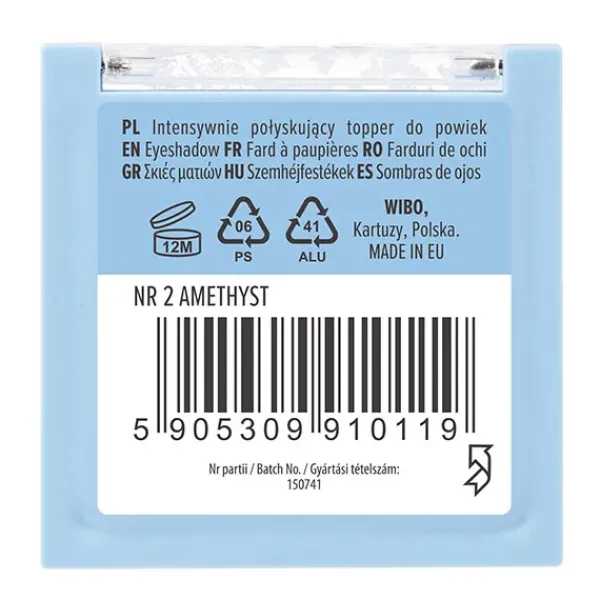 PL Intensywnie połyskujący topper do powiek
EN Eyeshadow FR Fard à paupières RO Farduri de ochi
GR Σκιές ματιών HU Szemhéjfestékek ES Sombras de ojos
12M
06
PS
41
ALU
WIBO,
Kartuzy, Polska.
MADE IN EU
NR 2 AMETHYST
5 905309 910119
Nr partii / Batch No. / Gyártási tételszám:
150741